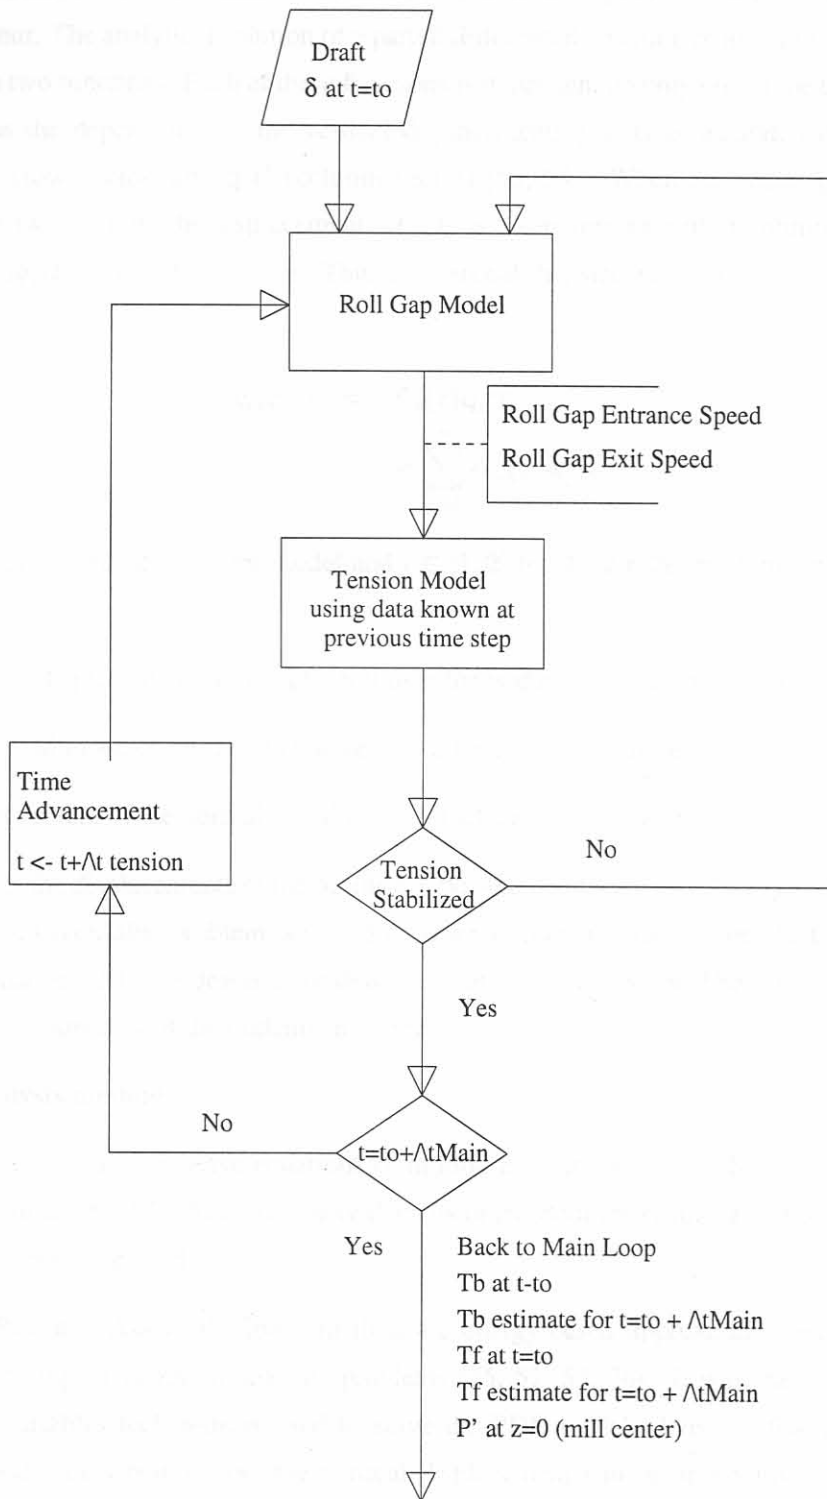 Draft
δ at t=to
Roll Gap Model
Roll Gap Entrance Speed
Roll Gap Exit Speed
Tension Model
using data known at
previous time step
Time
Advancement
t <- t+/\t tension
Tension
Stabilized
No
Yes
t=to+/\tMain
No
Yes
Back to Main Loop
Tb at t-to
Tb estimate for t=to + /\tMain
Tf at t=to
Tf estimate for t=to + /\tMain
P' at z=0 (mill center)